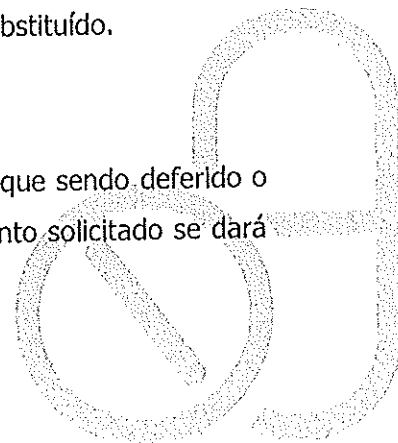 bstituído.
que sendo deferido o
nto solicitado se dará